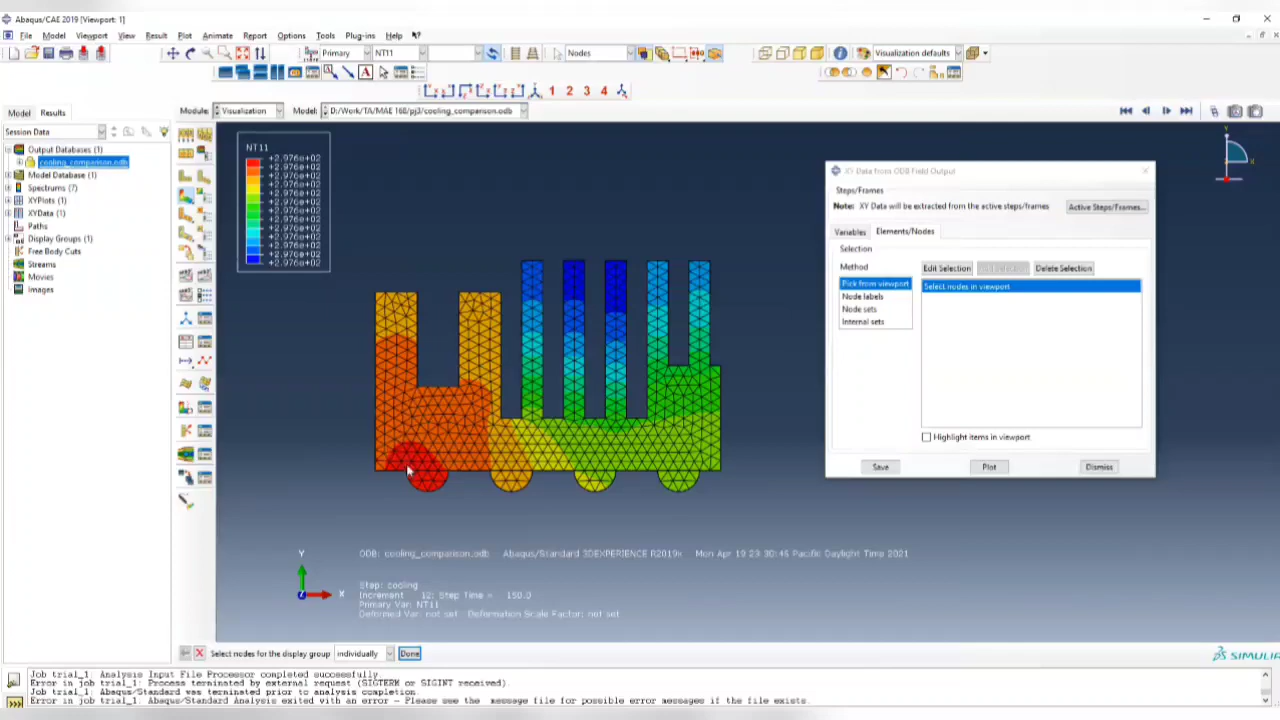 Abaqus/CAE 2019 [Viewport: 1]
File Model Viewport View Result Plot Animate Report Options Tools Plug-ins Help
Primary NT11 Nodes Visualization defaults
1 2 3 4
Model Results Module: Visualization Model: D:/Work/TA/MAE 168/pj3/cooling_comparison.odb
Session Data
Output Databases (1)
cooling_comparison.odb
Model Database (1)
Spectrums (7)
XYPlots (1)
XYData (1)
Paths
Display Groups (1)
Free Body Cuts
Streams
Movies
Images
NT11
+2.976e+02
+2.976e+02
+2.976e+02
+2.976e+02
+2.976e+02
+2.976e+02
+2.976e+02
+2.976e+02
+2.976e+02
+2.976e+02
+2.976e+02
+2.976e+02
+2.976e+02
XY Data from ODB Field Output
Steps/Frames
Note: XY Data will be extracted from the active steps/frames
Active Steps/Frames...
Variables Elements/Nodes
Selection
Method
Edit Selection Delete Selection
Pick from viewport
Node labels
Node sets
Internal sets
Select nodes in viewport
Highlight items in viewport
Save Plot Dismiss
Y
X
Y
X
Z
ODB: cooling_comparison.odb Abaqus/Standard 3DEXPERIENCE R2019x Mon Apr 19 23:30:45 Pacific Daylight Time 2021
Step: cooling
Increment 12: Step Time = 150.0
Primary Var: NT11
Deformed Var: not set Deformation Scale Factor: not set
Select nodes for the display group individually Done
SIMULIA
Job trial_1: Analysis Input File Processor completed successfully.
Error in job trial_1: Process terminated by external request (SIGTERM or SIGINT received).
Job trial_1: Abaqus/Standard was terminated prior to analysis completion.
Error in job trial_1: Abaqus/Standard Analysis exited with an error - Please see the message file for possible error messages if the file exists.
>>>